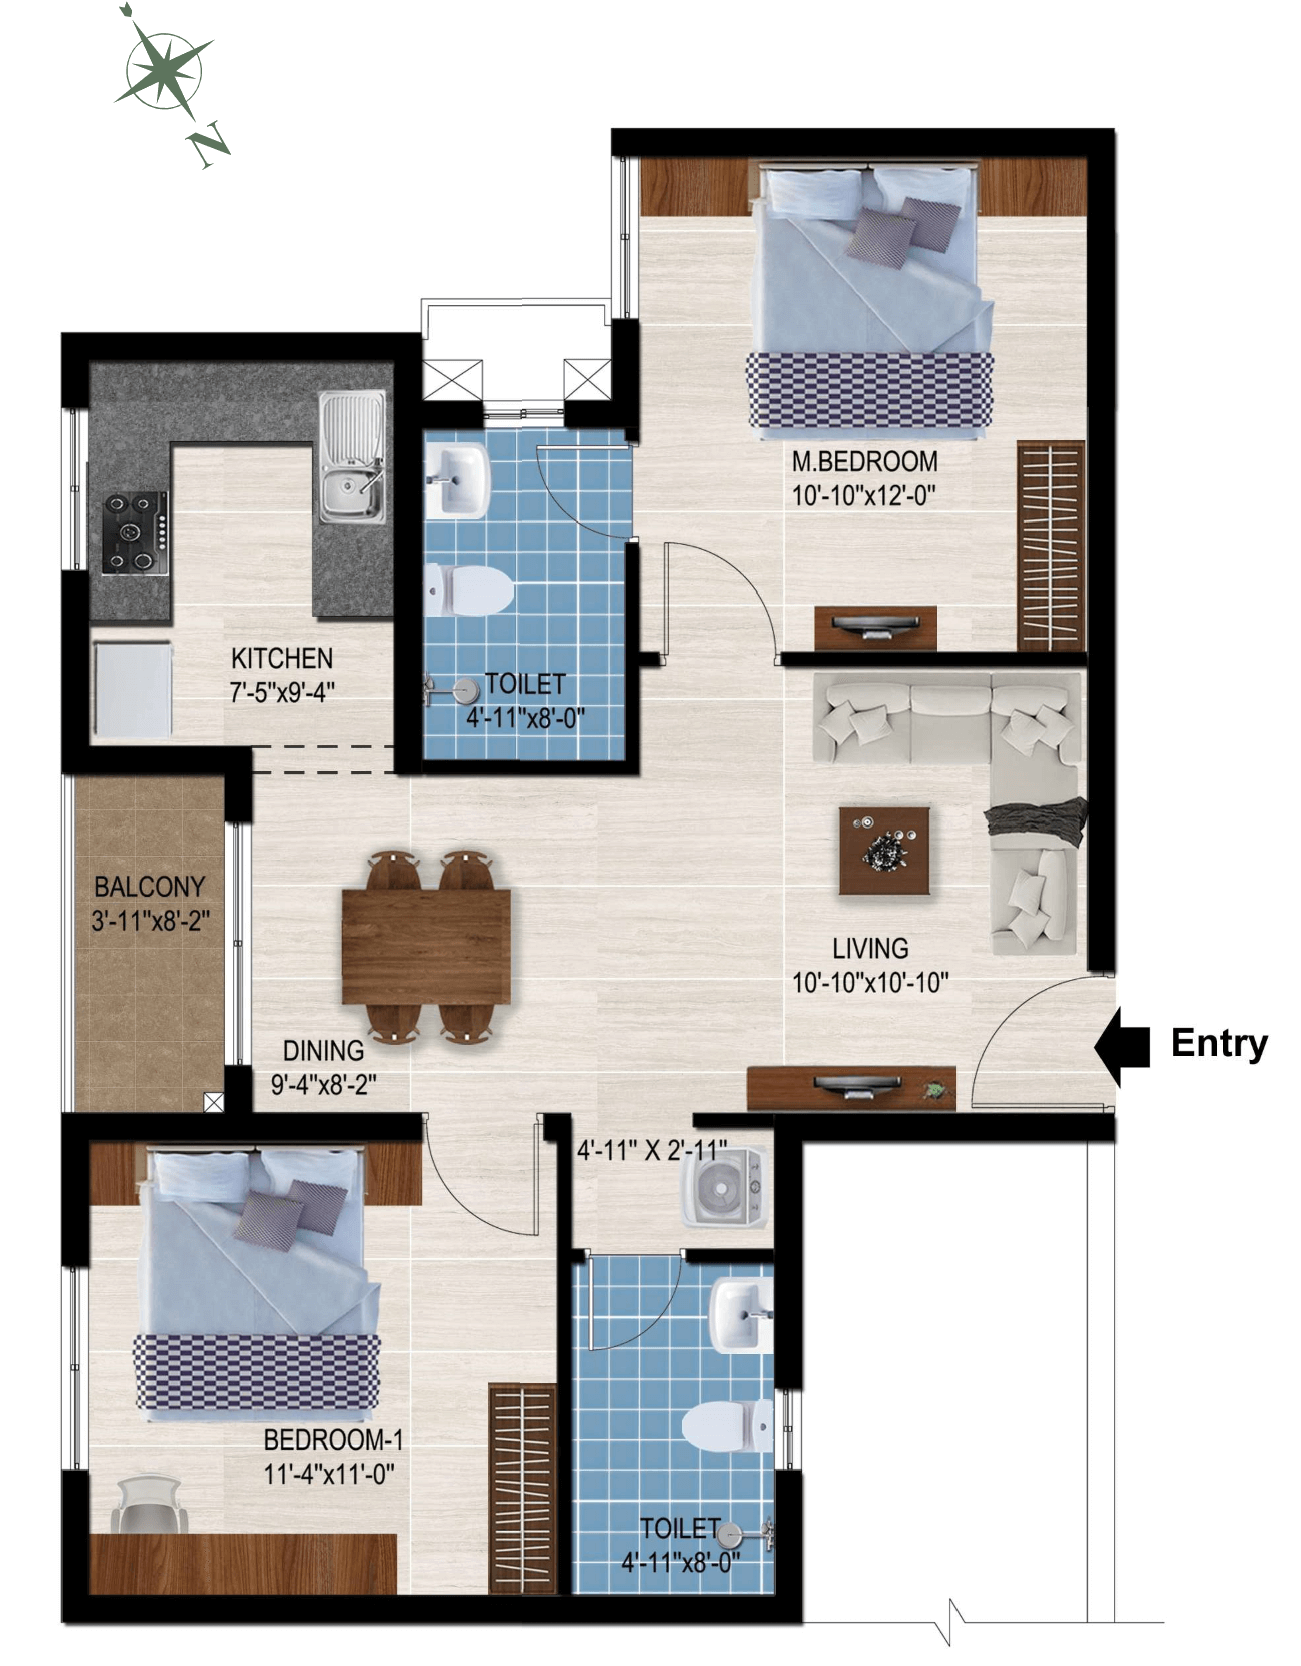 N
M.BEDROOM
10'-10"x12'-0"
KITCHEN
7'-5"x9'-4"
TOILET
4'-11"x8'-0"
BALCONY
3'-11"x8'-2"
LIVING
10'-10"x10'-10"
Entry
DINING
9'-4"x8'-2"
4'-11" X 2'-11"
BEDROOM-1
11'-4"x11'-0"
TOILET
4'-11"x8'-0"